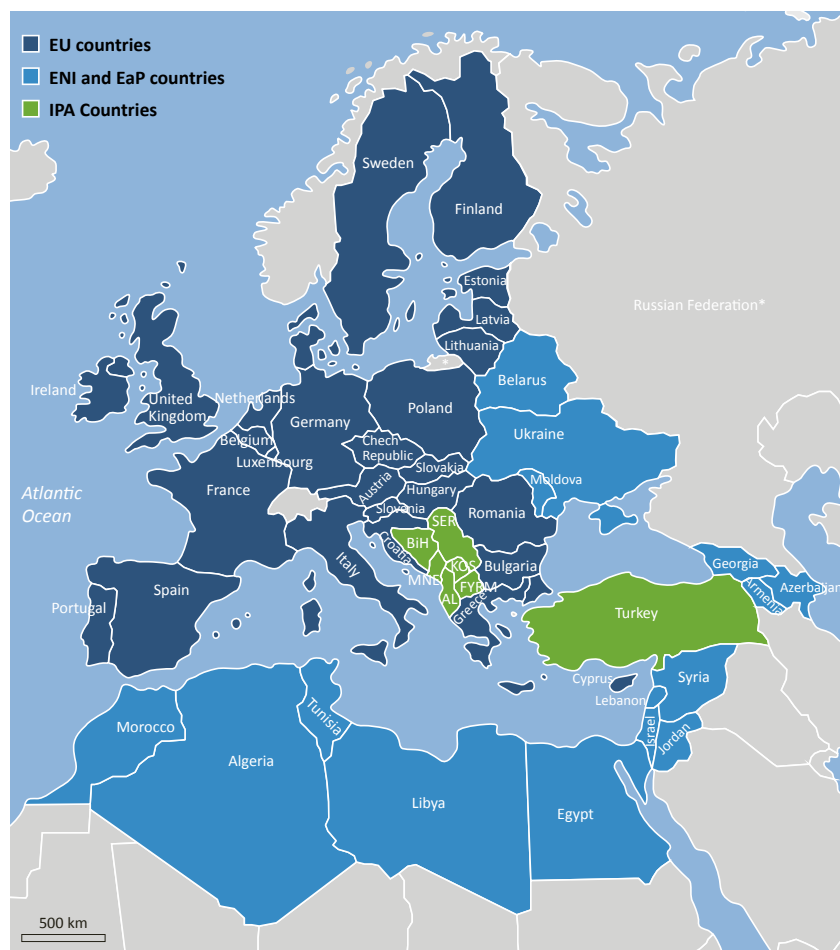 EU countries
ENI and EaP countries
IPA Countries
Sweden
Finland
Estonia
Russian Federation*
Latvia
Lithuania
*
Ireland
United
Kingdom
Netherlands
Belarus
Germany
Poland
Belgium
Ukraine
Luxembourg
Chech
Republic
Slovakia
Moldova
France
Austria
Hungary
Atlantic
Ocean
Slovenia
Romania
SER
Croatia
BiH
Italy
KOS
Bulgaria
MNE
FYRM
Georgia
Azerbaijan
Armenia
Portugal
Spain
AL
Greece
Turkey
Cyprus
Syria
Lebanon
Morocco
Tunisia
Israel
Jordan
Algeria
Libya
Egypt
500 km